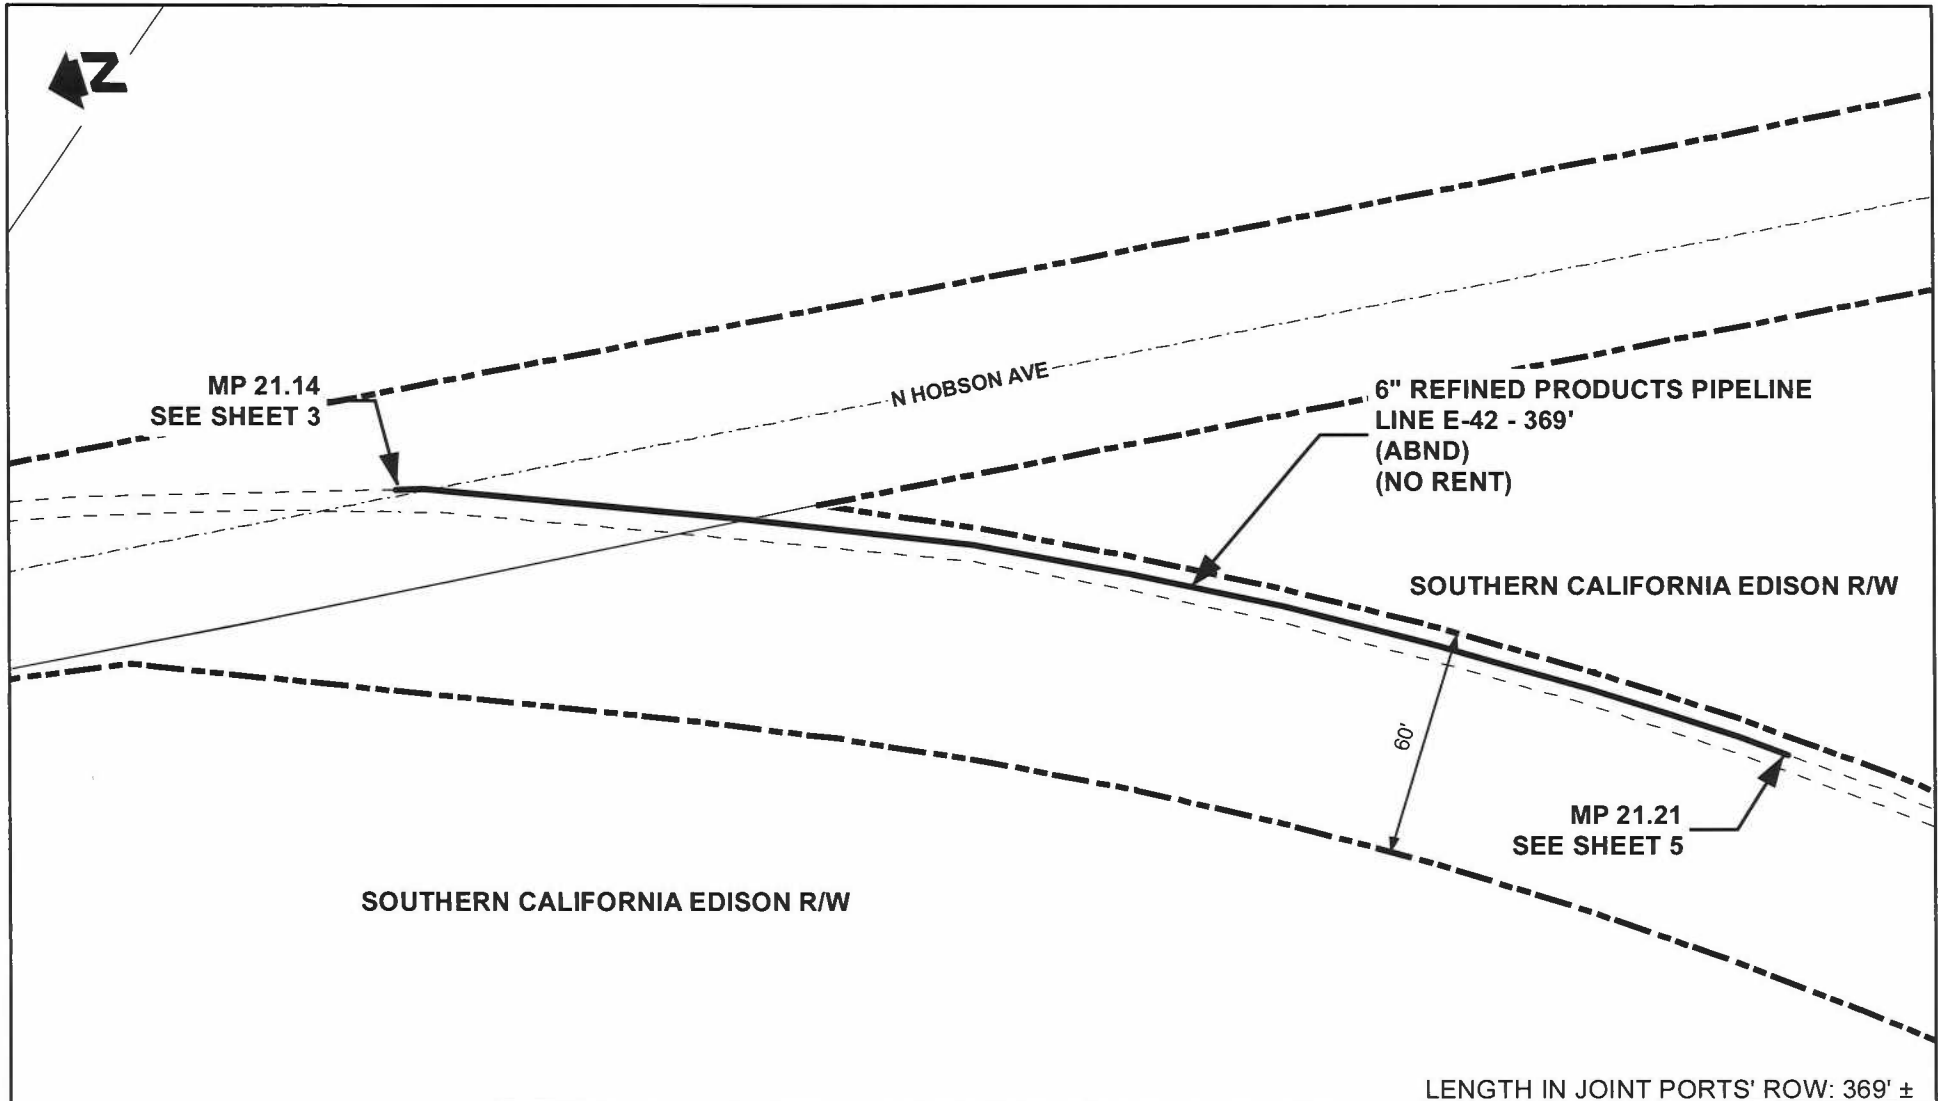 N
MP 21.14
SEE SHEET 3
N HOBSON AVE
6" REFINED PRODUCTS PIPELINE
LINE E-42 - 369'
(ABND)
(NO RENT)
SOUTHERN CALIFORNIA EDISON R/W
60'
MP 21.21
SEE SHEET 5
SOUTHERN CALIFORNIA EDISON R/W
LENGTH IN JOINT PORTS' ROW: 369' ±